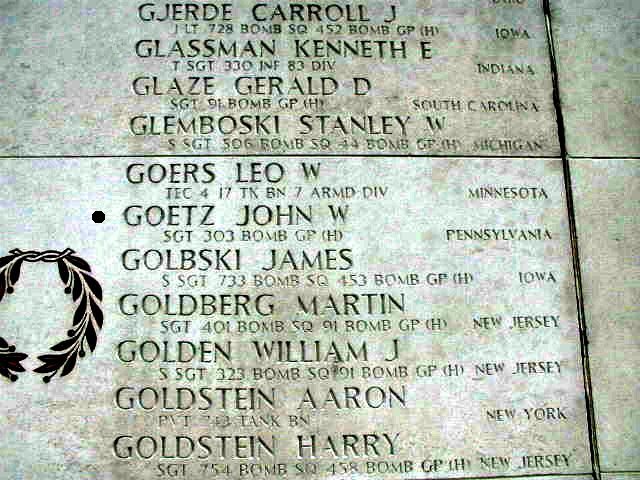 GJERDE CARROLL J
1 LT 728 BOMB SQ 452 BOMB GP (H) IOWA
GLASSMAN KENNETH E
T SGT 330 INF 83 DIV INDIANA
GLAZE GERALD D
SGT 91 BOMB GP (H) SOUTH CAROLINA
GLEMBOSKI STANLEY W
S SGT 506 BOMB SQ 44 BOMB GP (H) MICHIGAN
GOERS LEO W
TEC 4 17 TK BN 7 ARMD DIV MINNESOTA
GOETZ JOHN W
SGT 303 BOMB GP (H) PENNSYLVANIA
GOLBSKI JAMES
S SGT 733 BOMB SQ 453 BOMB GP (H) IOWA
GOLDBERG MARTIN
SGT 401 BOMB SQ 91 BOMB GP (H) NEW JERSEY
GOLDEN WILLIAM J
S SGT 323 BOMB SQ 91 BOMB GP (H) NEW JERSEY
GOLDSTEIN AARON
PVT 743 TANK BN NEW YORK
GOLDSTEIN HARRY
SGT 754 BOMB SQ 458 BOMB GP (H) NEW JERSEY